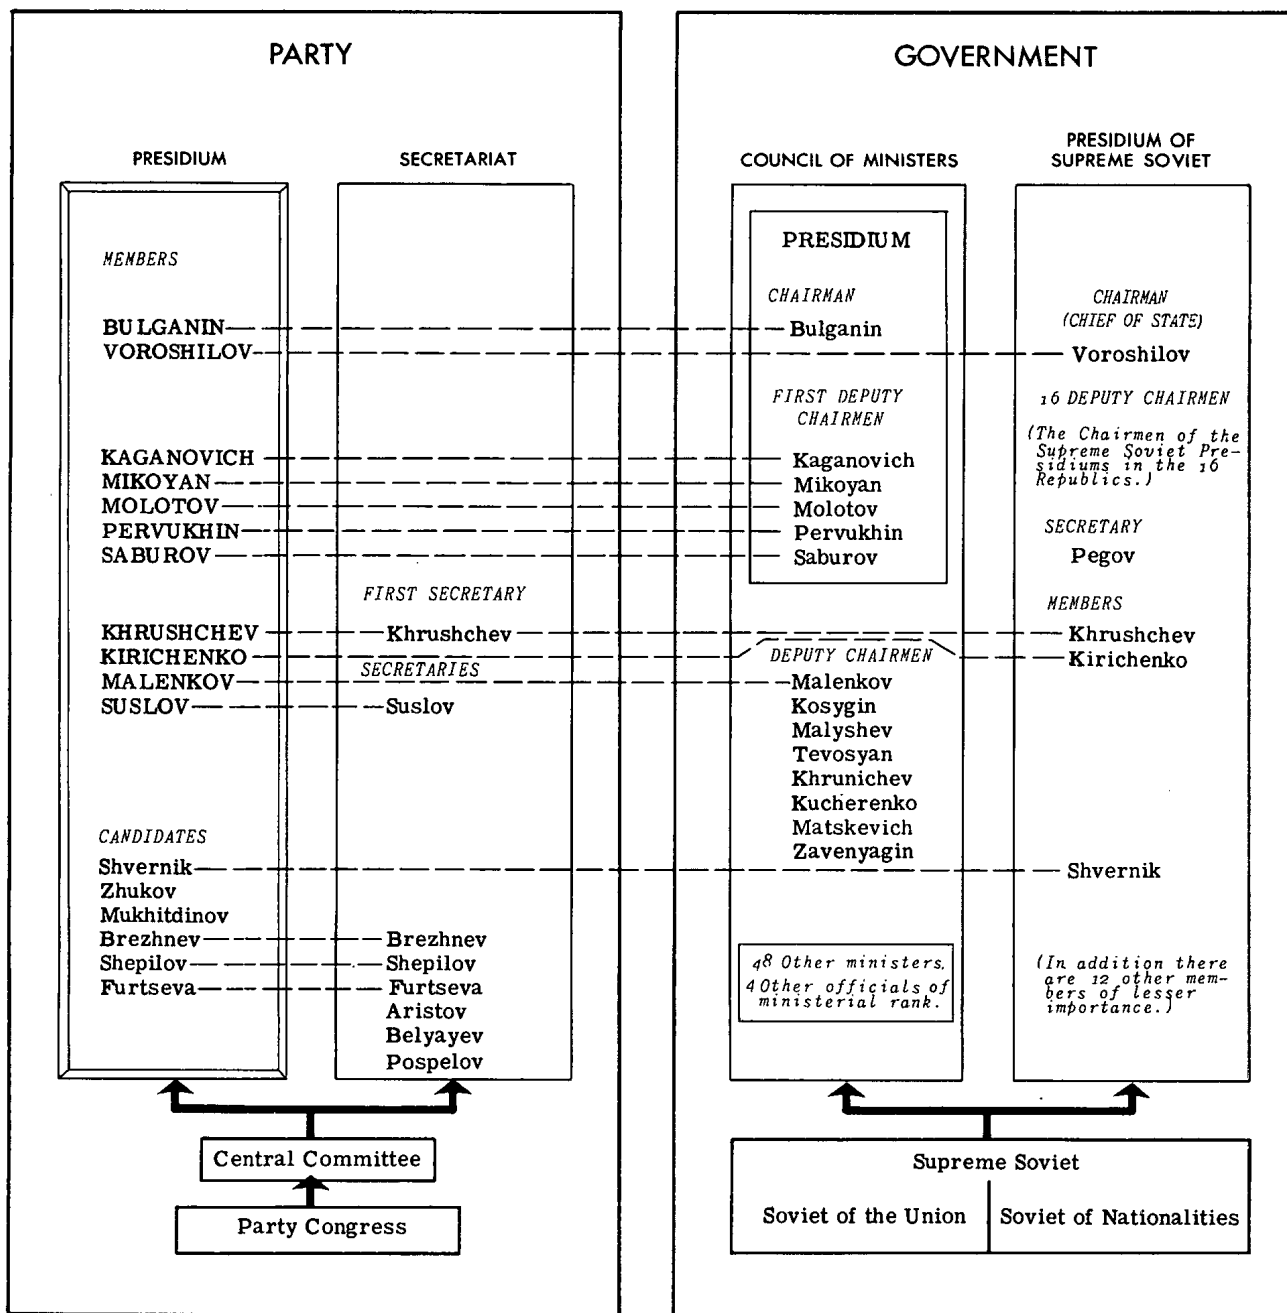 PARTY
PRESIDIUM
SECRETARIAT
MEMBERS
BULGANIN
VOROSHILOV
KAGANOVICH
MIKOYAN
MOLOTOV
PERVUKHIN
SABUROV
FIRST SECRETARY
KHRUSHCHEV
Khrushchev
KIRICHENKO
SECRETARIES
MALENKOV
SUSLOV
Suslov
CANDIDATES
Shvernik
Zhukov
Mukhitdinov
Brezhnev
Brezhnev
Shepilov
Shepilov
Furtseva
Furtseva
Aristov
Belyayev
Pospelov
Central Committee
Party Congress
GOVERNMENT
COUNCIL OF MINISTERS
PRESIDIUM
CHAIRMAN
Bulganin
FIRST DEPUTY
CHAIRMEN
Kaganovich
Mikoyan
Molotov
Pervukhin
Saburov
DEPUTY CHAIRMEN
Malenkov
Kosygin
Malyshev
Tevosyan
Khrunichev
Kucherenko
Matskevich
Zavenyagin
48 Other ministers.
4 Other officials of
ministerial rank.
PRESIDIUM OF
SUPREME SOVIET
CHAIRMAN
(CHIEF OF STATE)
Voroshilov
16 DEPUTY CHAIRMEN
(The Chairmen of the
Supreme Soviet Pre-
sidiums in the 16
Republics.)
SECRETARY
Pegov
MEMBERS
Khrushchev
Kirichenko
Shvernik
(In addition there
are 12 other mem-
bers of lesser
importance.)
Supreme Soviet
Soviet of the Union
Soviet of Nationalities